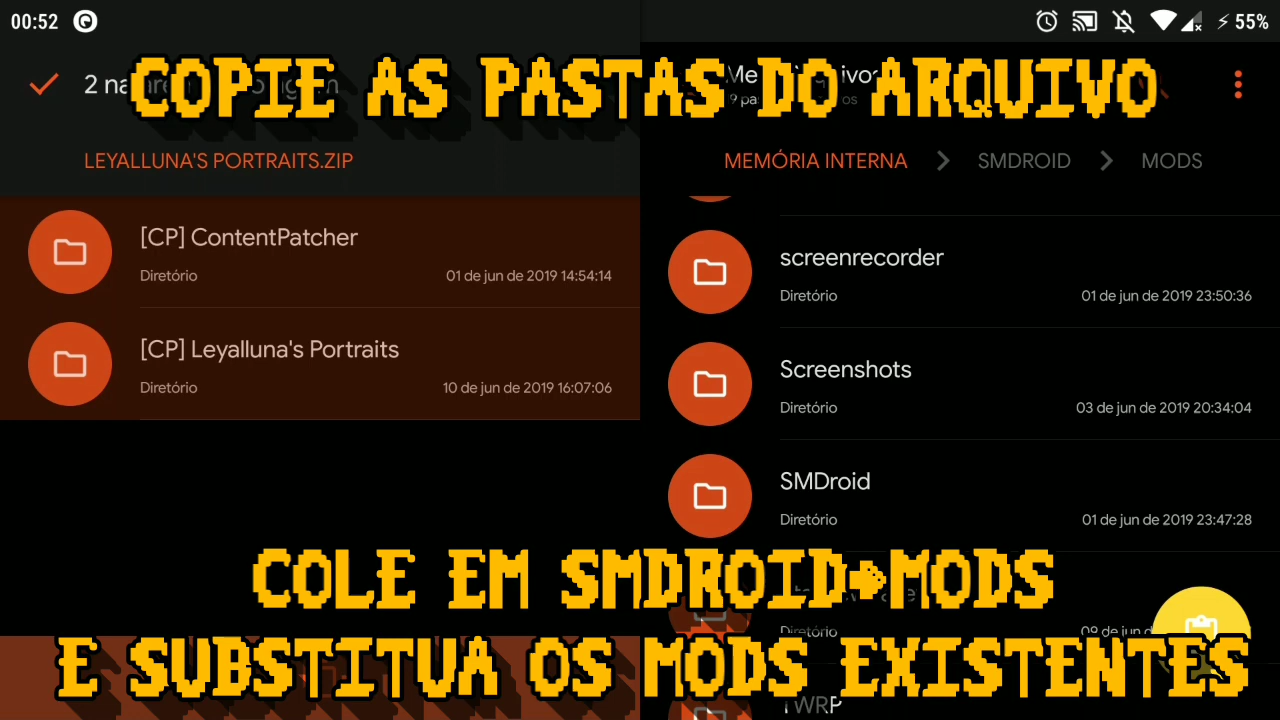 00:52
55%
COPIE AS PASTAS DO ARQUIVO
LEYALLUNA'S PORTRAITS.ZIP
MEMÓRIA INTERNA
SMDROID
MODS
[CP] ContentPatcher
Diretório
01 de jun de 2019 14:54:14
[CP] Leyalluna's Portraits
Diretório
10 de jun de 2019 16:07:06
screenrecorder
Diretório
01 de jun de 2019 23:50:36
Screenshots
Diretório
03 de jun de 2019 20:34:04
SMDroid
Diretório
01 de jun de 2019 23:47:28
COLE EM SMDROID→MODS
Diretório
E SUBSTITUA OS MODS EXISTENTES
TWRP